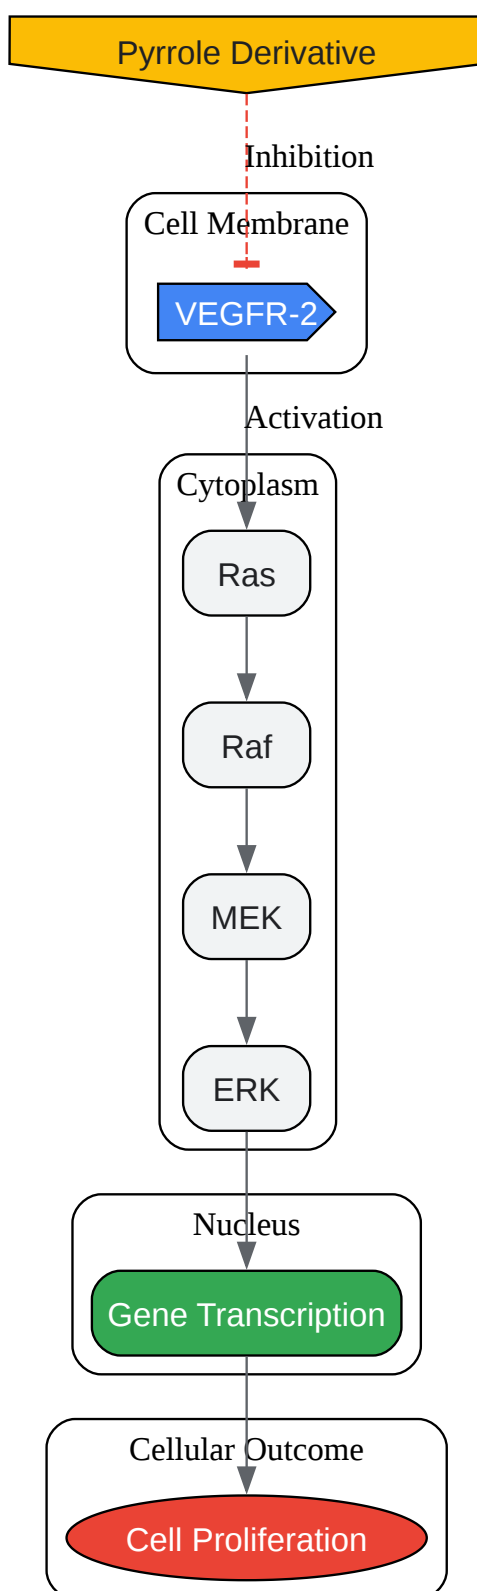 Pyrrole Derivative
Inhibition
Cell Membrane
VEGFR-2
Activation
Cytoplasm
Ras
Raf
MEK
ERK
Nucleus
Gene Transcription
Cellular Outcome
Cell Proliferation